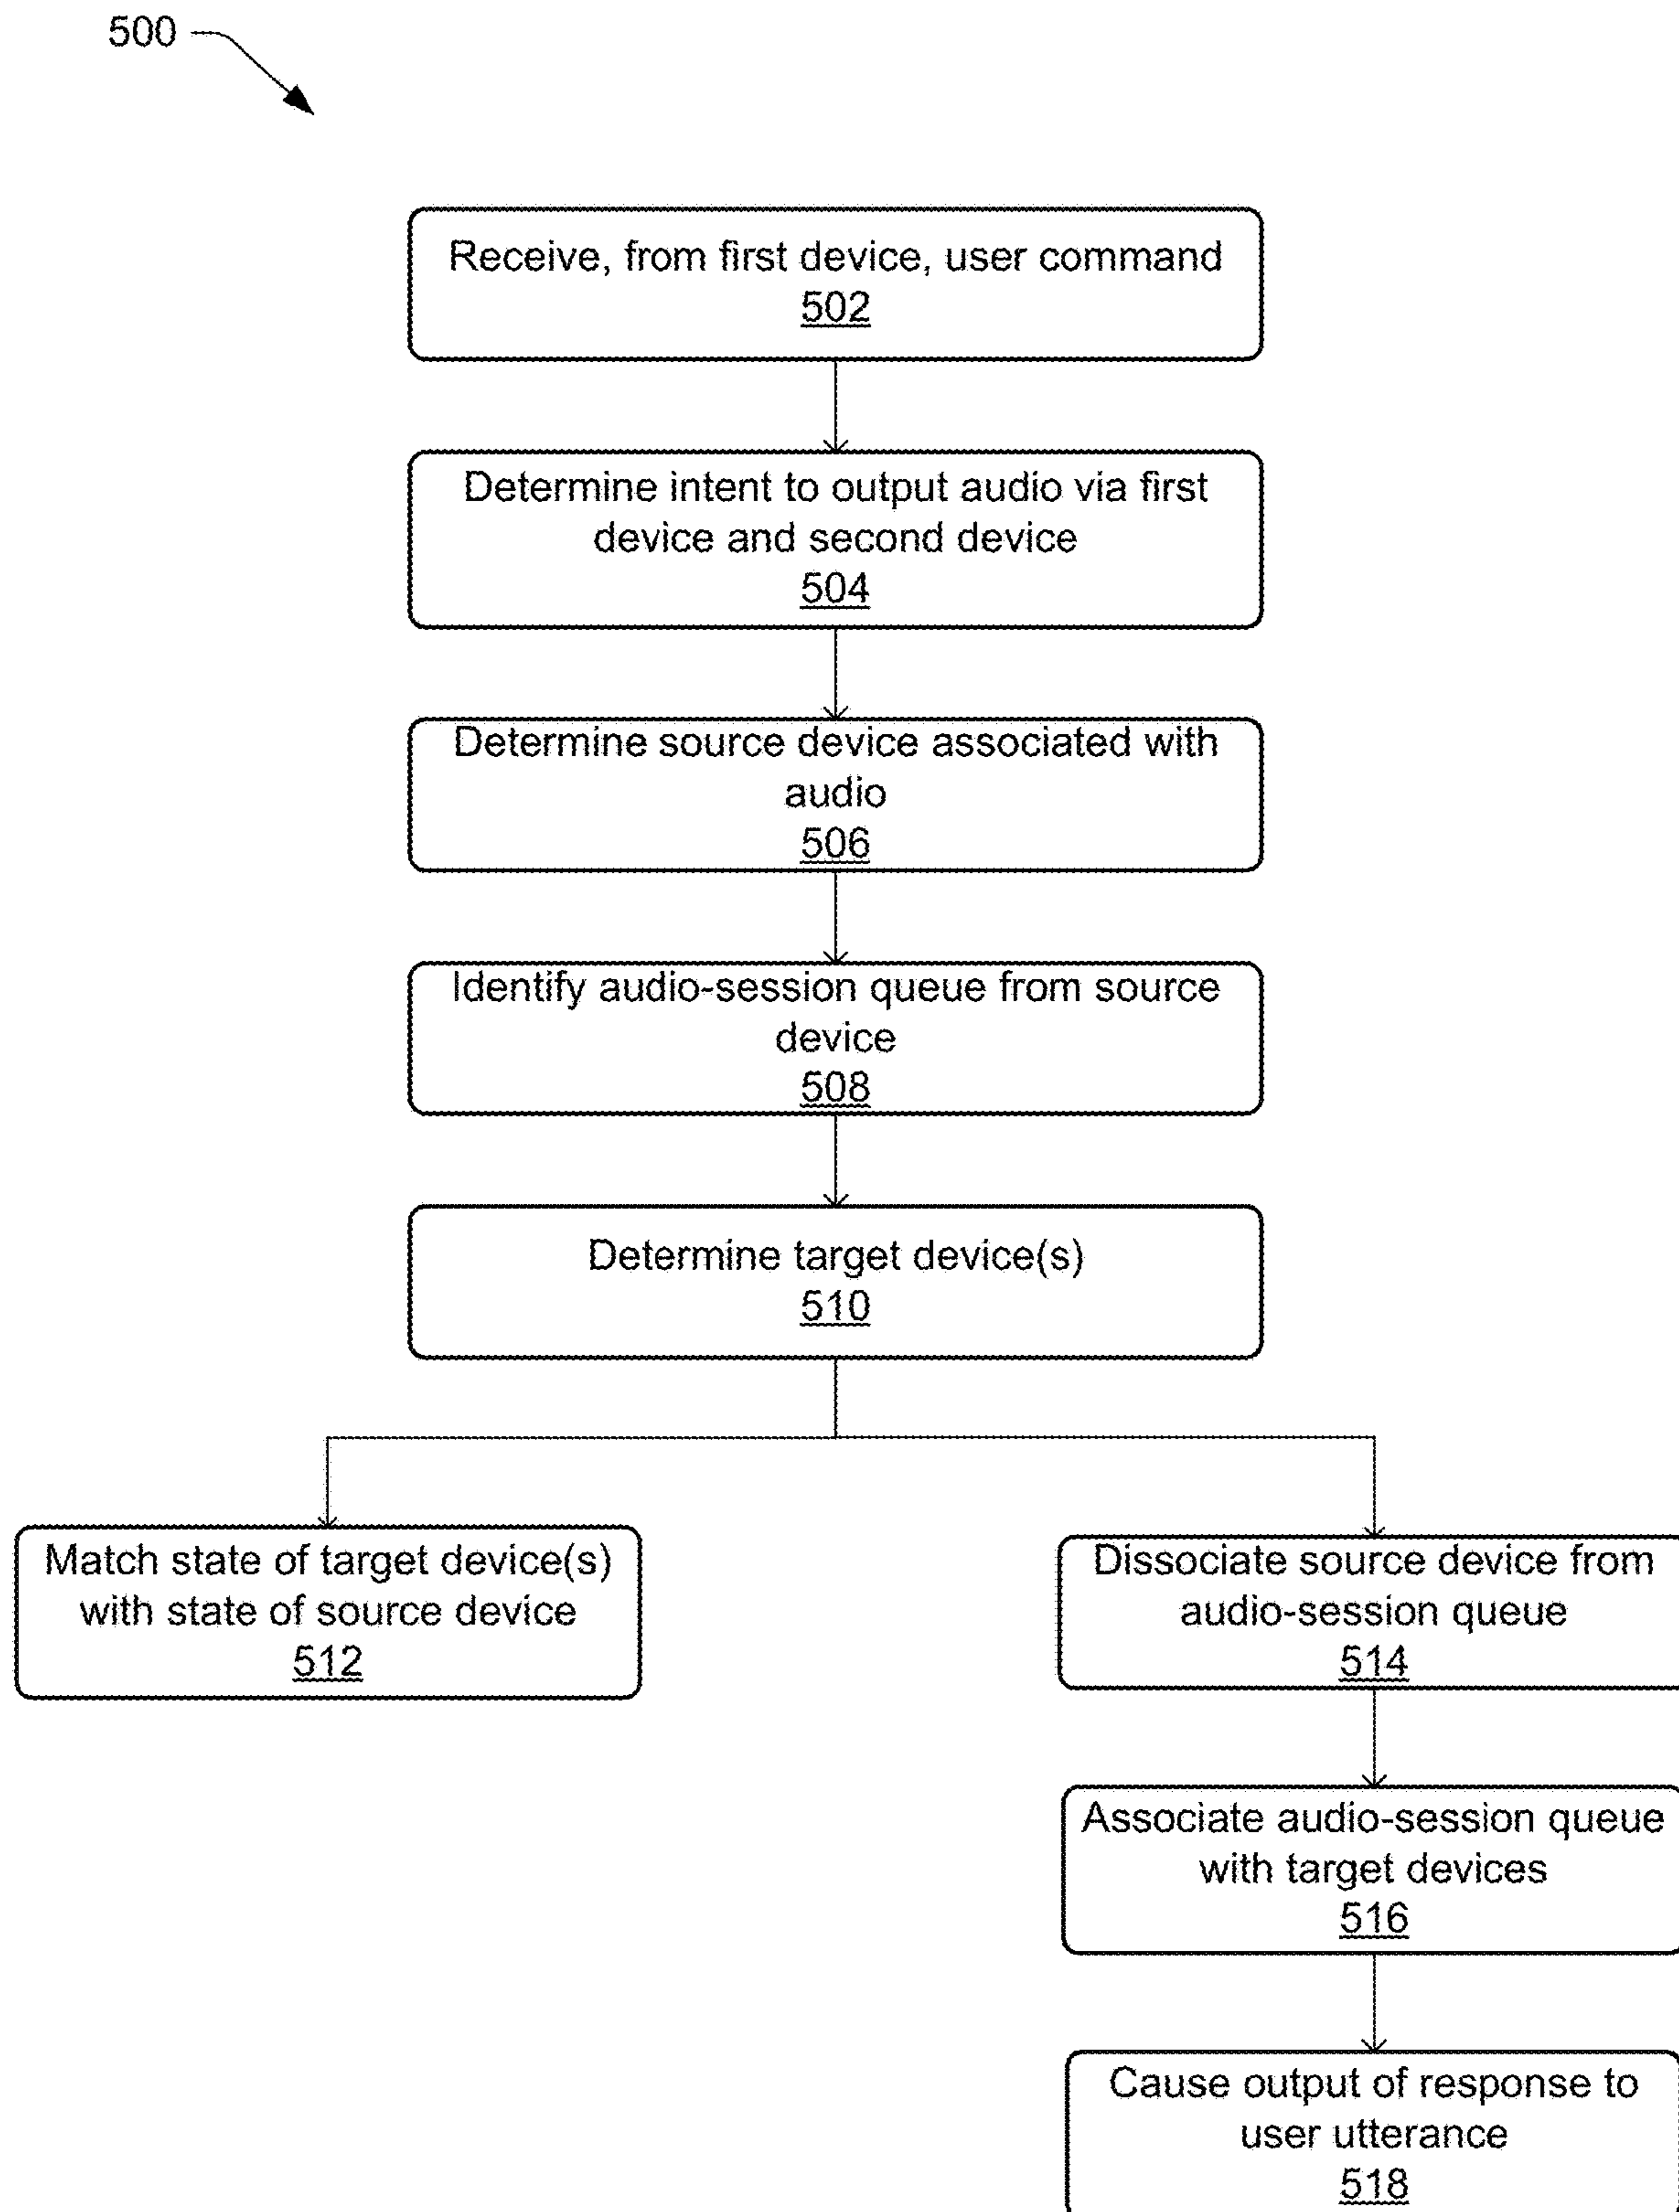 500
Receive, from first device, user command
502
Determine intent to output audio via first
device and second device
504
Determine source device associated with
audio
506
Identify audio-session queue from source
device
508
Determine target device(s)
510
Match state of target device(s)
with state of source device
512
Dissociate source device from
audio-session queue
514
Associate audio-session queue
with target devices
516
Cause output of response to
user utterance
518